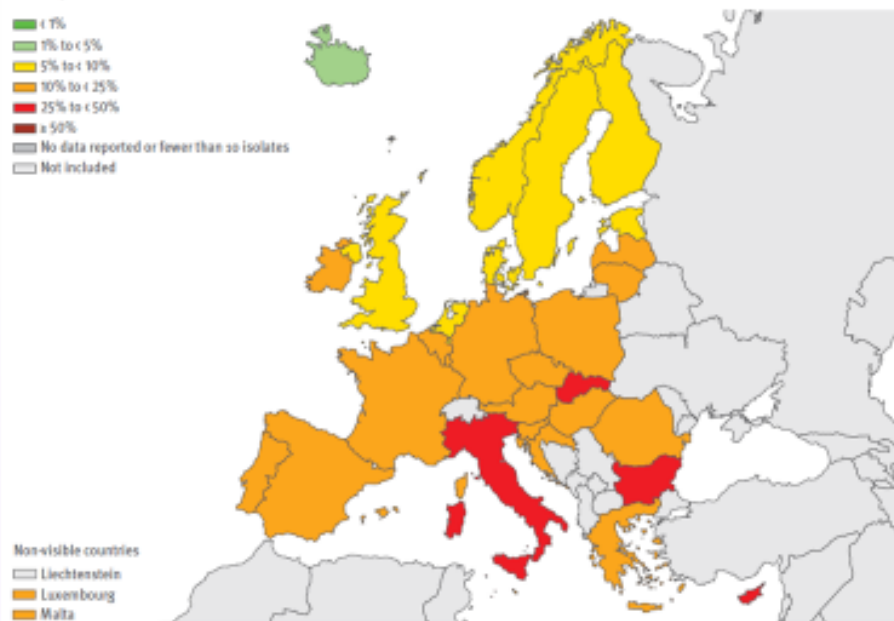 < 1%
1% to < 5%
5% to < 10%
10% to < 25%
25% to < 50%
≥ 50%
No data reported or fewer than 10 isolates
Not included
Non-visible countries
Liechtenstein
Luxembourg
Malta